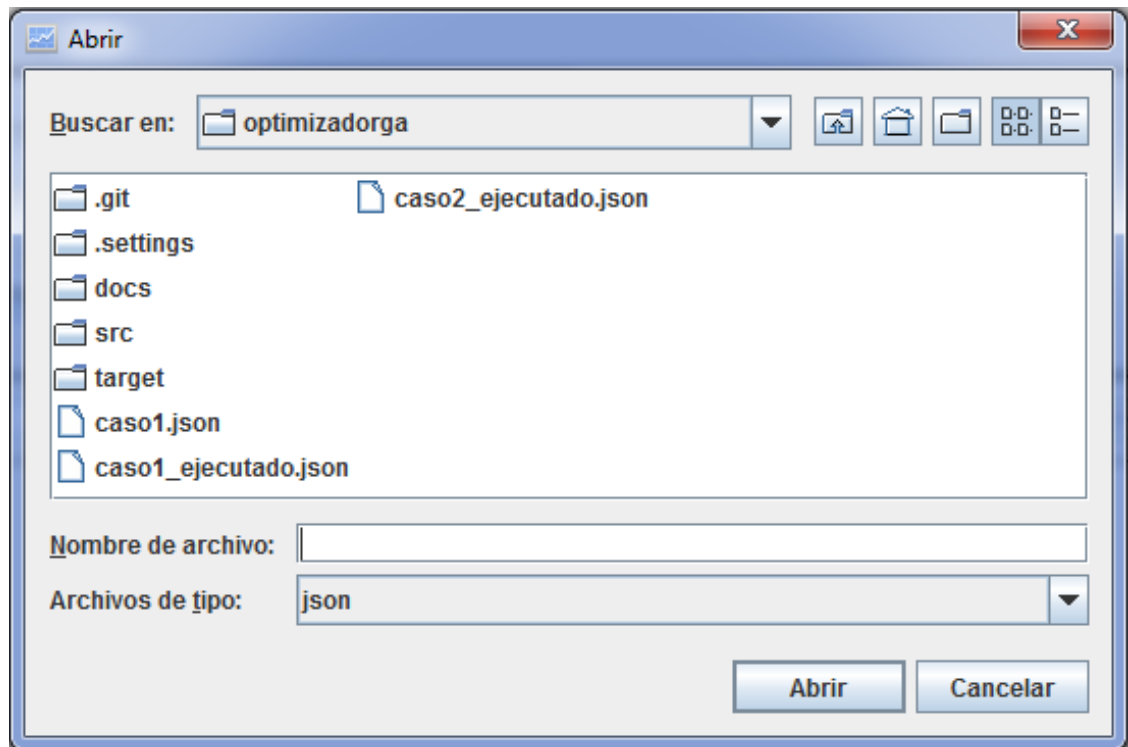 Abrir
Buscar en: optimizadorga
.git
.settings
docs
src
target
caso1.json
caso1_ejecutado.json
caso2_ejecutado.json
Nombre de archivo:
Archivos de tipo: json
Abrir Cancelar